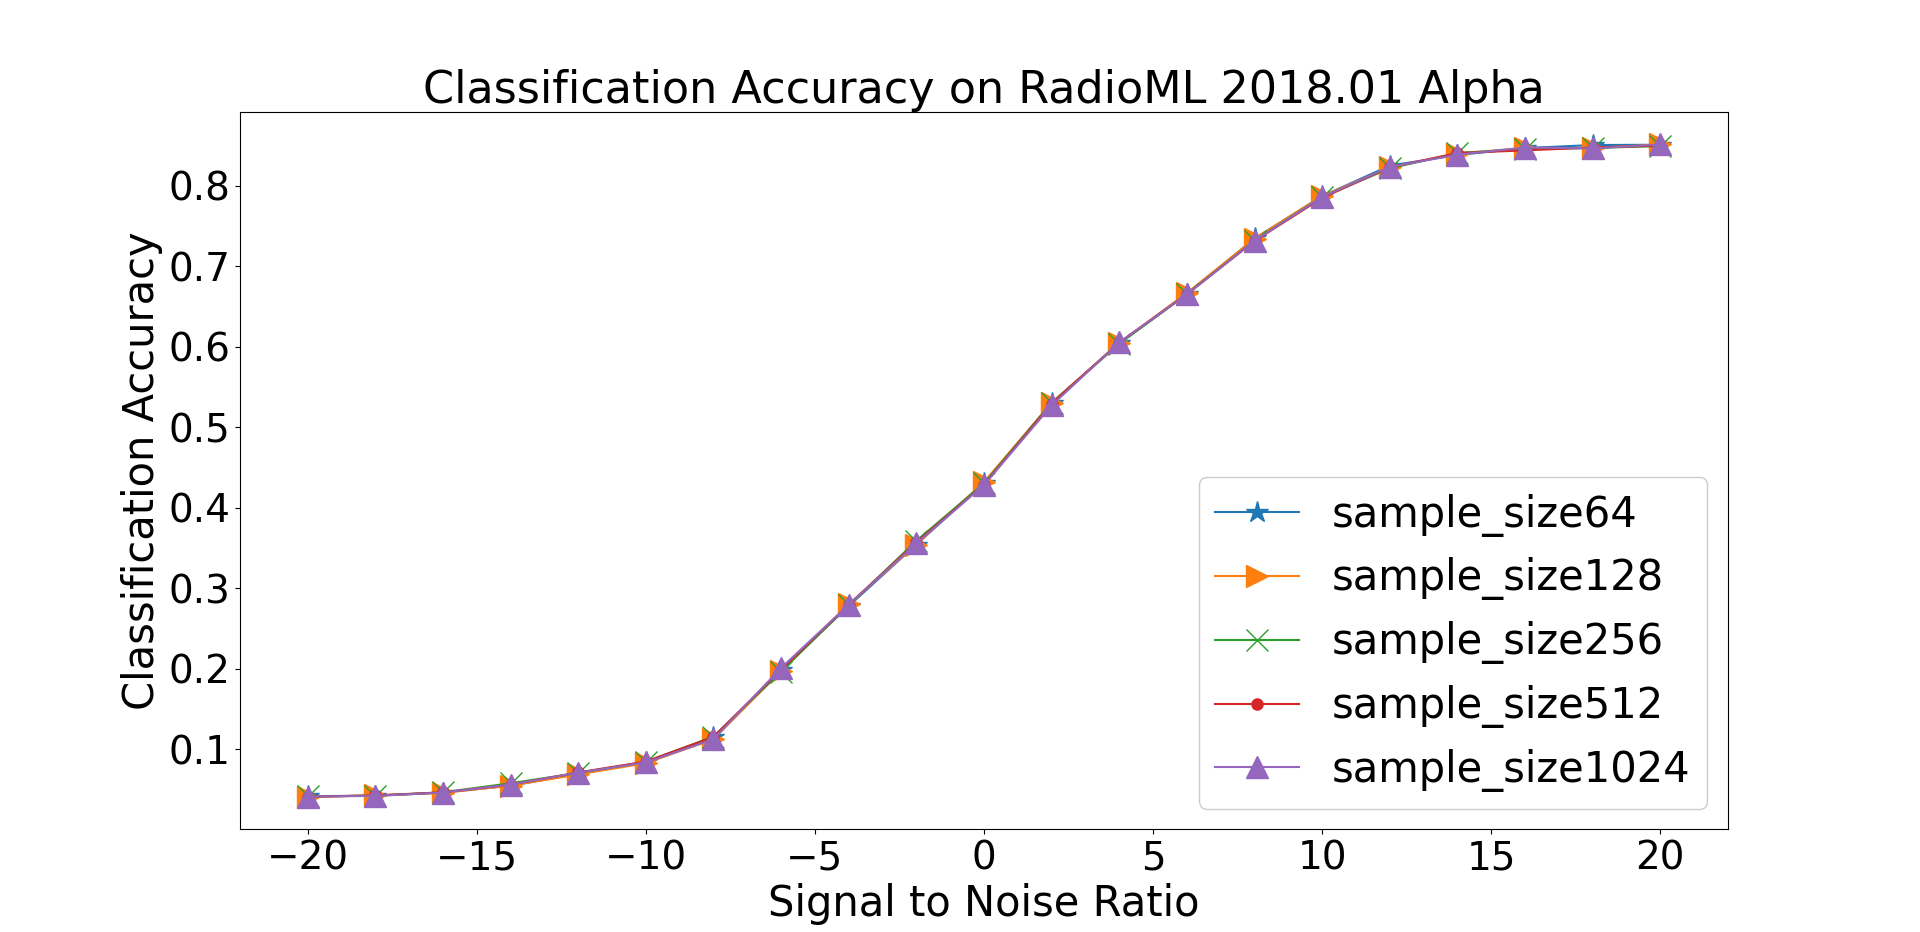 Classification Accuracy on RadioML 2018.01 Alpha
Classification Accuracy
0.8
0.7
0.6
0.5
0.4
0.3
0.2
0.1
sample_size64
sample_size128
sample_size256
sample_size512
sample_size1024
−20 −15 −10 −5 0 5 10 15 20
Signal to Noise Ratio